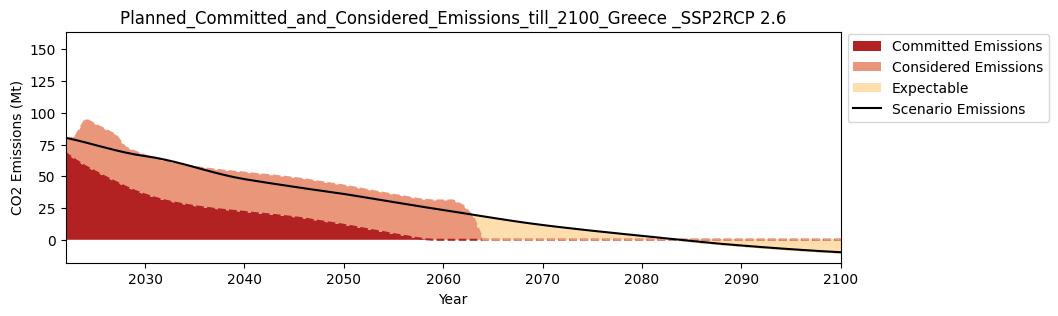 Planned_Committed_and_Considered_Emissions_till_2100_Greece _SSP2RCP 2.6
CO2 Emissions (Mt)
150
125
100
75
50
25
0
2030 2040 2050 2060 2070 2080 2090 2100
Year
Committed Emissions
Considered Emissions
Expectable
Scenario Emissions